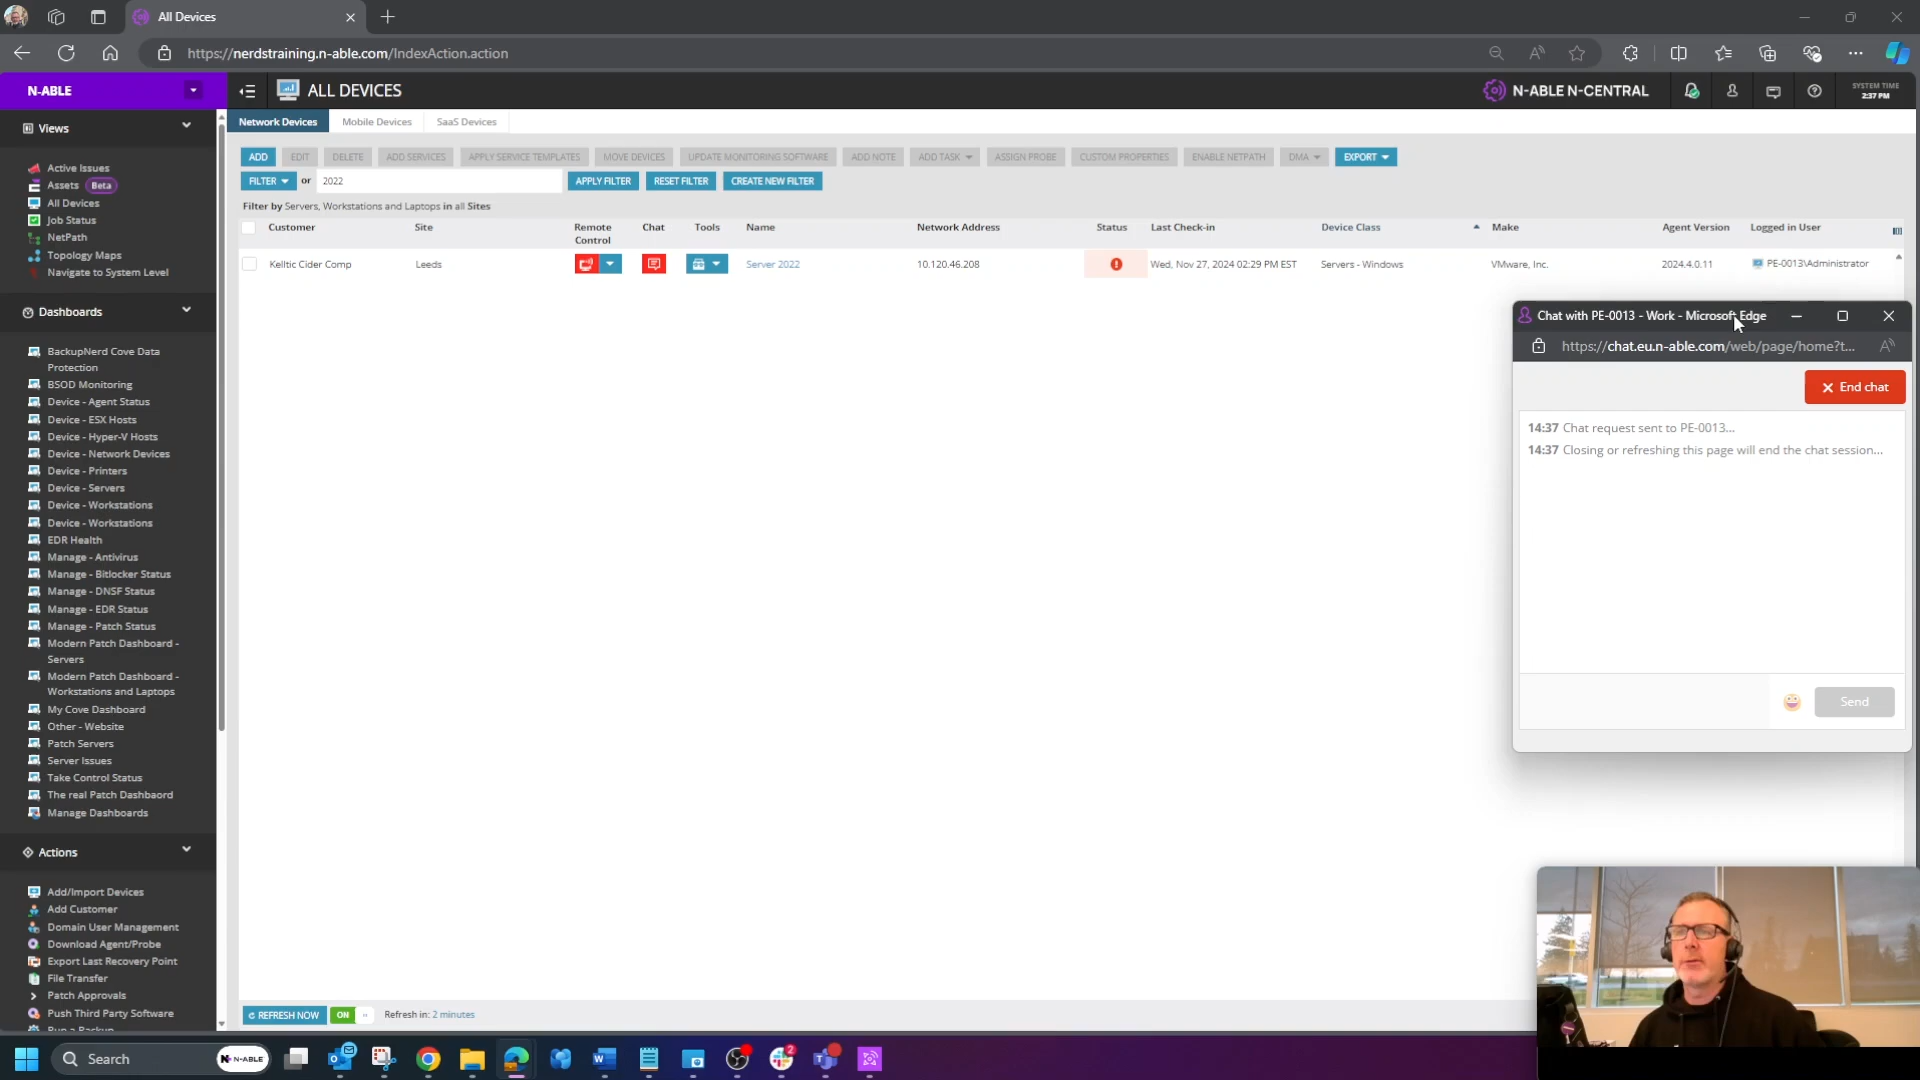 All Devices
https://nerdstraining.n-able.com/IndexAction.action
N-ABLE
ALL DEVICES
N-ABLE N-CENTRAL
SYSTEM TIME
2:37 PM
Views
Active Issues
Assets Beta
All Devices
Job Status
NetPath
Topology Maps
Navigate to System Level
Dashboards
BackupNerd Cove Data
Protection
BSOD Monitoring
Device - Agent Status
Device - ESX Hosts
Device - Hyper-V Hosts
Device - Network Devices
Device - Printers
Device - Servers
Device - Workstations
Device - Workstations
EDR Health
Manage - Antivirus
Manage - Bitlocker Status
Manage - DNSF Status
Manage - EDR Status
Manage - Patch Status
Modern Patch Dashboard -
Servers
Modern Patch Dashboard -
Workstations and Laptops
My Cove Dashboard
Other - Website
Patch Servers
Server Issues
Take Control Status
The real Patch Dashbaord
Manage Dashboards
Actions
Add/Import Devices
Add Customer
Domain User Management
Download Agent/Probe
Export Last Recovery Point
File Transfer
Patch Approvals
Push Third Party Software
Run a Backup
Network Devices Mobile Devices SaaS Devices
ADD EDIT DELETE ADD SERVICES APPLY SERVICE TEMPLATES MOVE DEVICES UPDATE MONITORING SOFTWARE ADD NOTE ADD TASK ASSIGN PROBE CUSTOM PROPERTIES ENABLE NETPATH DMA EXPORT
FILTER or 2022 APPLY FILTER RESET FILTER CREATE NEW FILTER
Filter by Servers, Workstations and Laptops in all Sites
Customer Site Remote Control Chat Tools Name Network Address Status Last Check-in Device Class Make Agent Version Logged in User
Kelltic Cider Comp Leeds Server 2022 10.120.46.208 Wed, Nov 27, 2024 02:29 PM EST Servers - Windows VMware, Inc. 2024.4.0.11 PE-0013\Administrator
Chat with PE-0013 - Work - Microsoft Edge
https://chat.eu.n-able.com/web/page/home?t...
End chat
14:37 Chat request sent to PE-0013...
14:37 Closing or refreshing this page will end the chat session...
Send
REFRESH NOW ON Refresh in: 2 minutes
Search N-ABLE
2